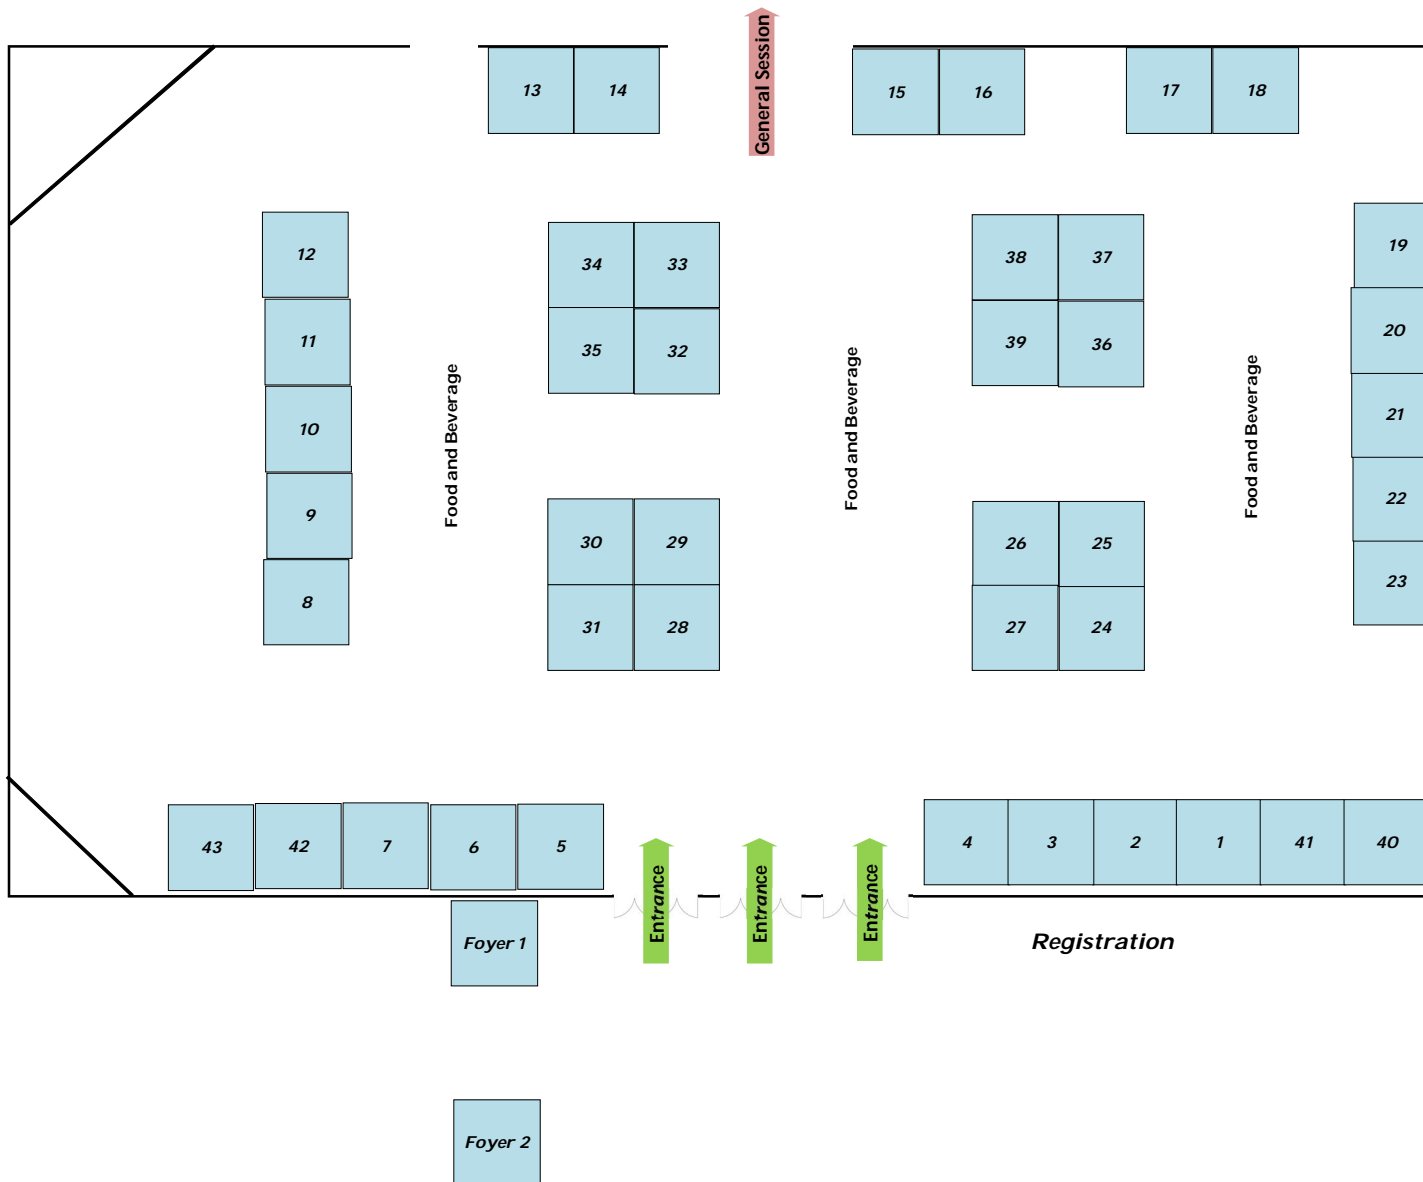 General Session
13 14 15 16 17 18
12 34 33 38 37 19
11 35 32 39 36 20
Food and Beverage
Food and Beverage
Food and Beverage
10 21
9 30 29 26 25 22
8 31 28 27 24 23
43 42 7 6 5 4 3 2 1 41 40
Entrance
Entrance
Entrance
Foyer 1
Registration
Foyer 2